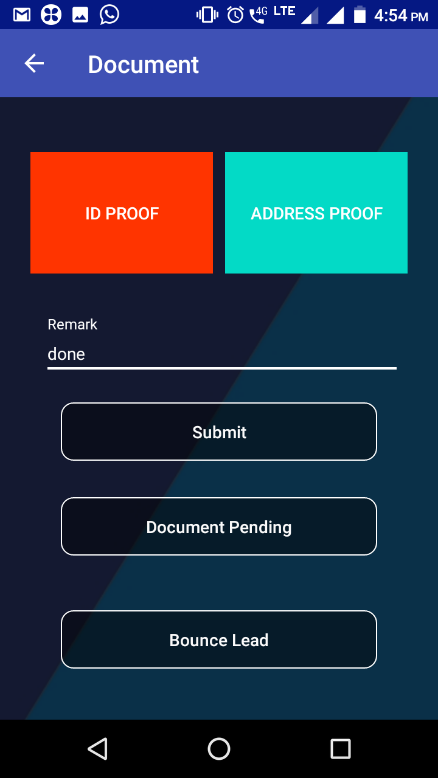 4G LTE 4:54 PM
Document
ID PROOF ADDRESS PROOF
Remark
done
Submit
Document Pending
Bounce Lead